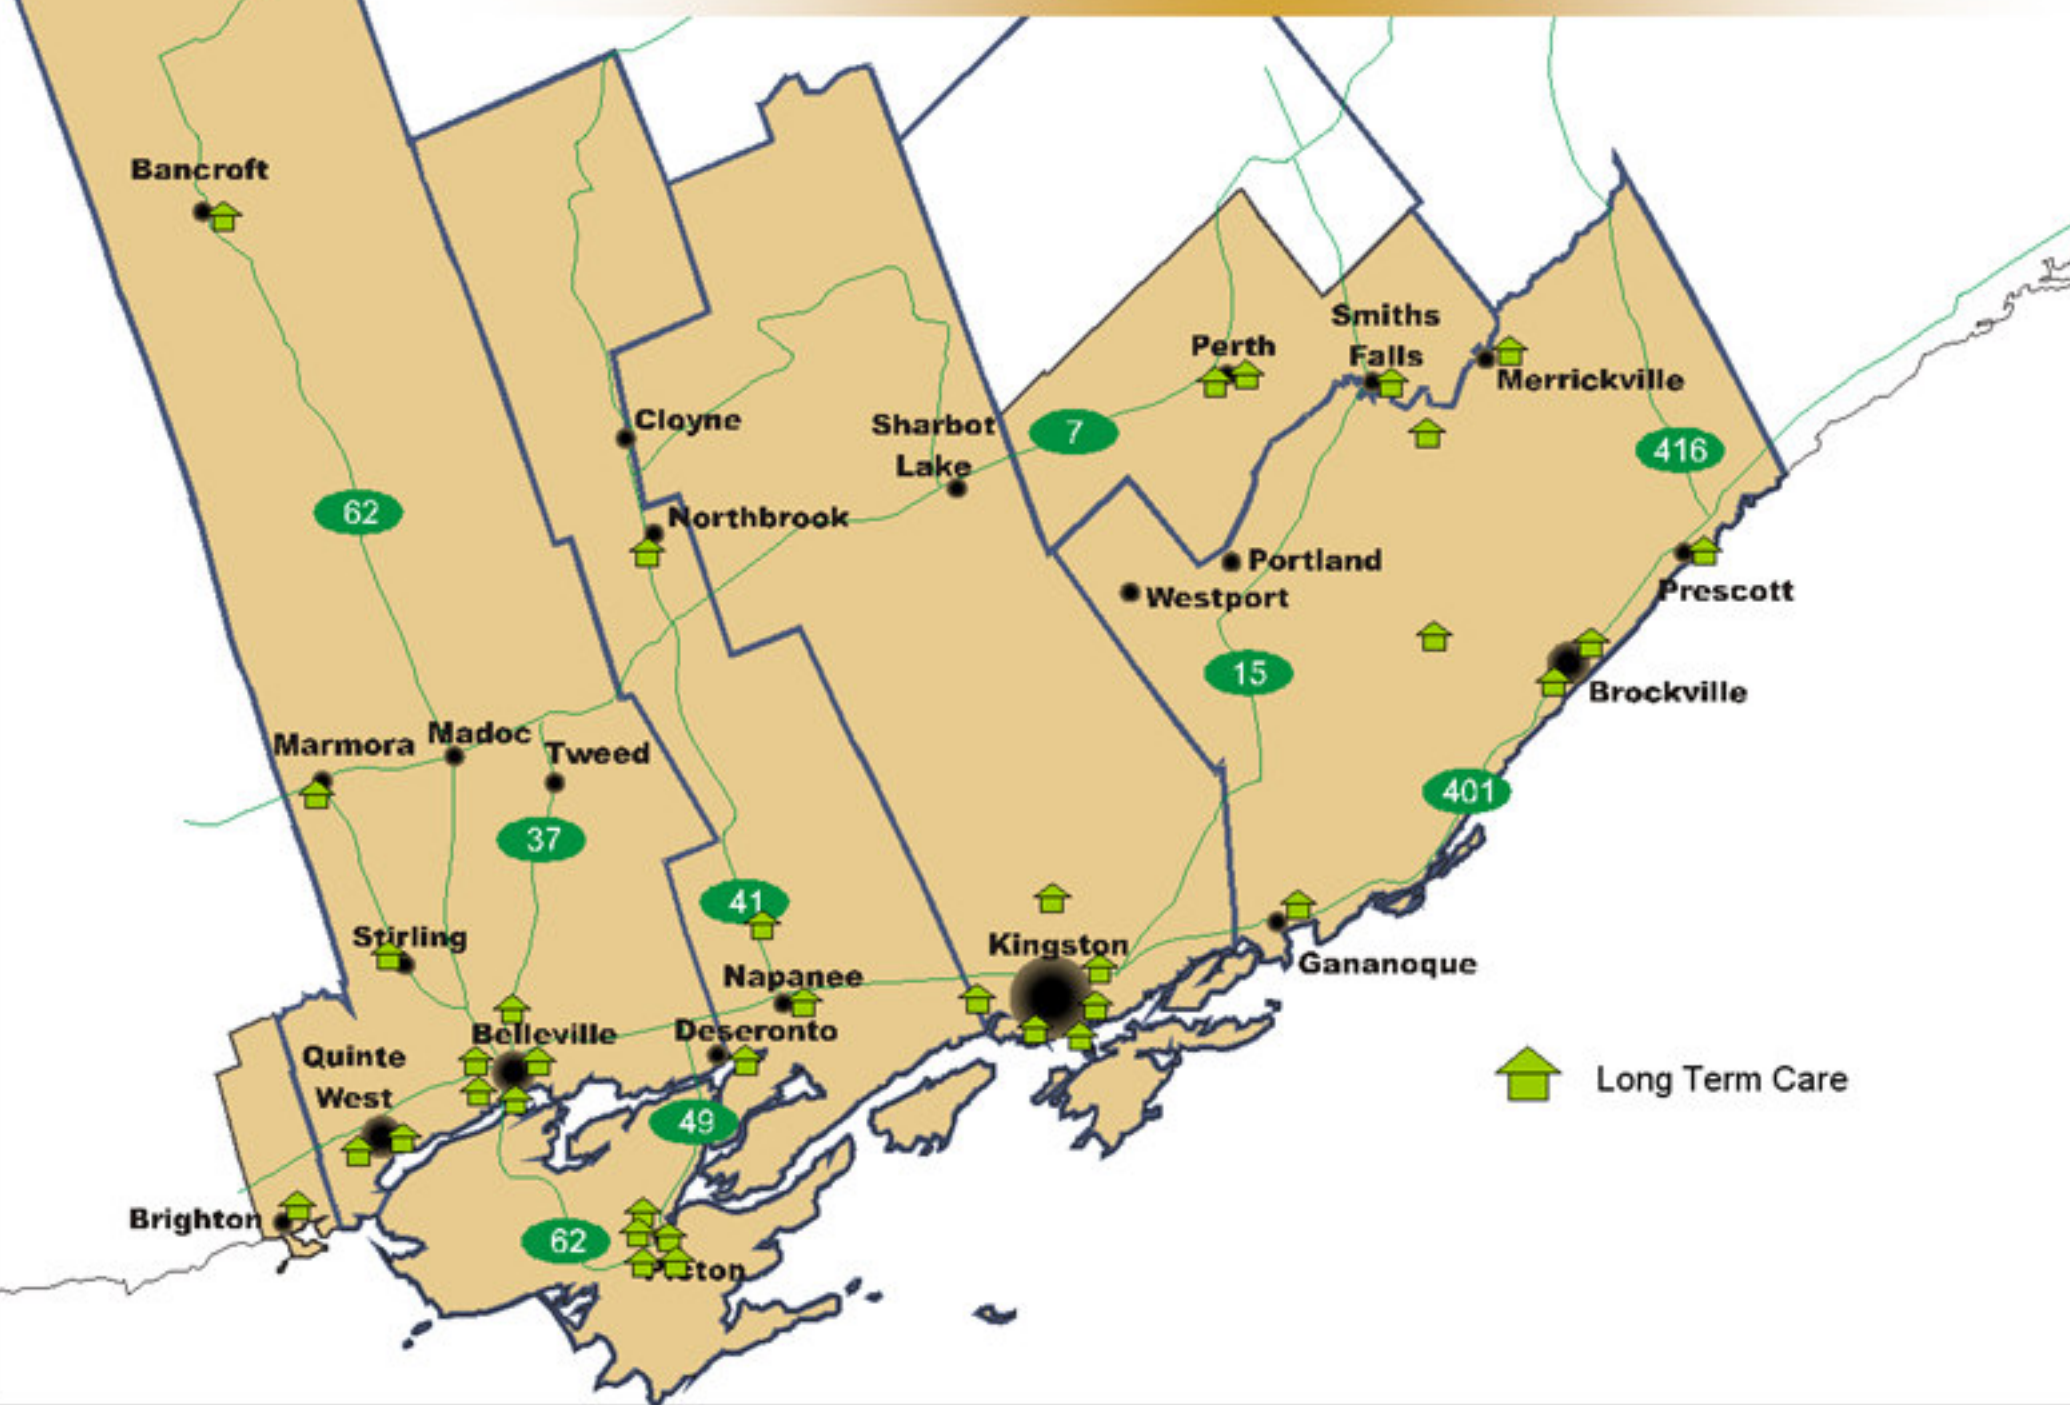 Bancroft
Smiths
Falls
Perth
Merrickville
Cloyne
Sharbot
Lake
7
416
62
Northbrook
Portland
Westport
Prescott
15
Brockville
Marmora
Madoc
Tweed
401
37
41
Stirling
Kingston
Napanee
Gananoque
Belleville
Deseronto
Quinte
West
49
Long Term Care
Brighton
62
Picton